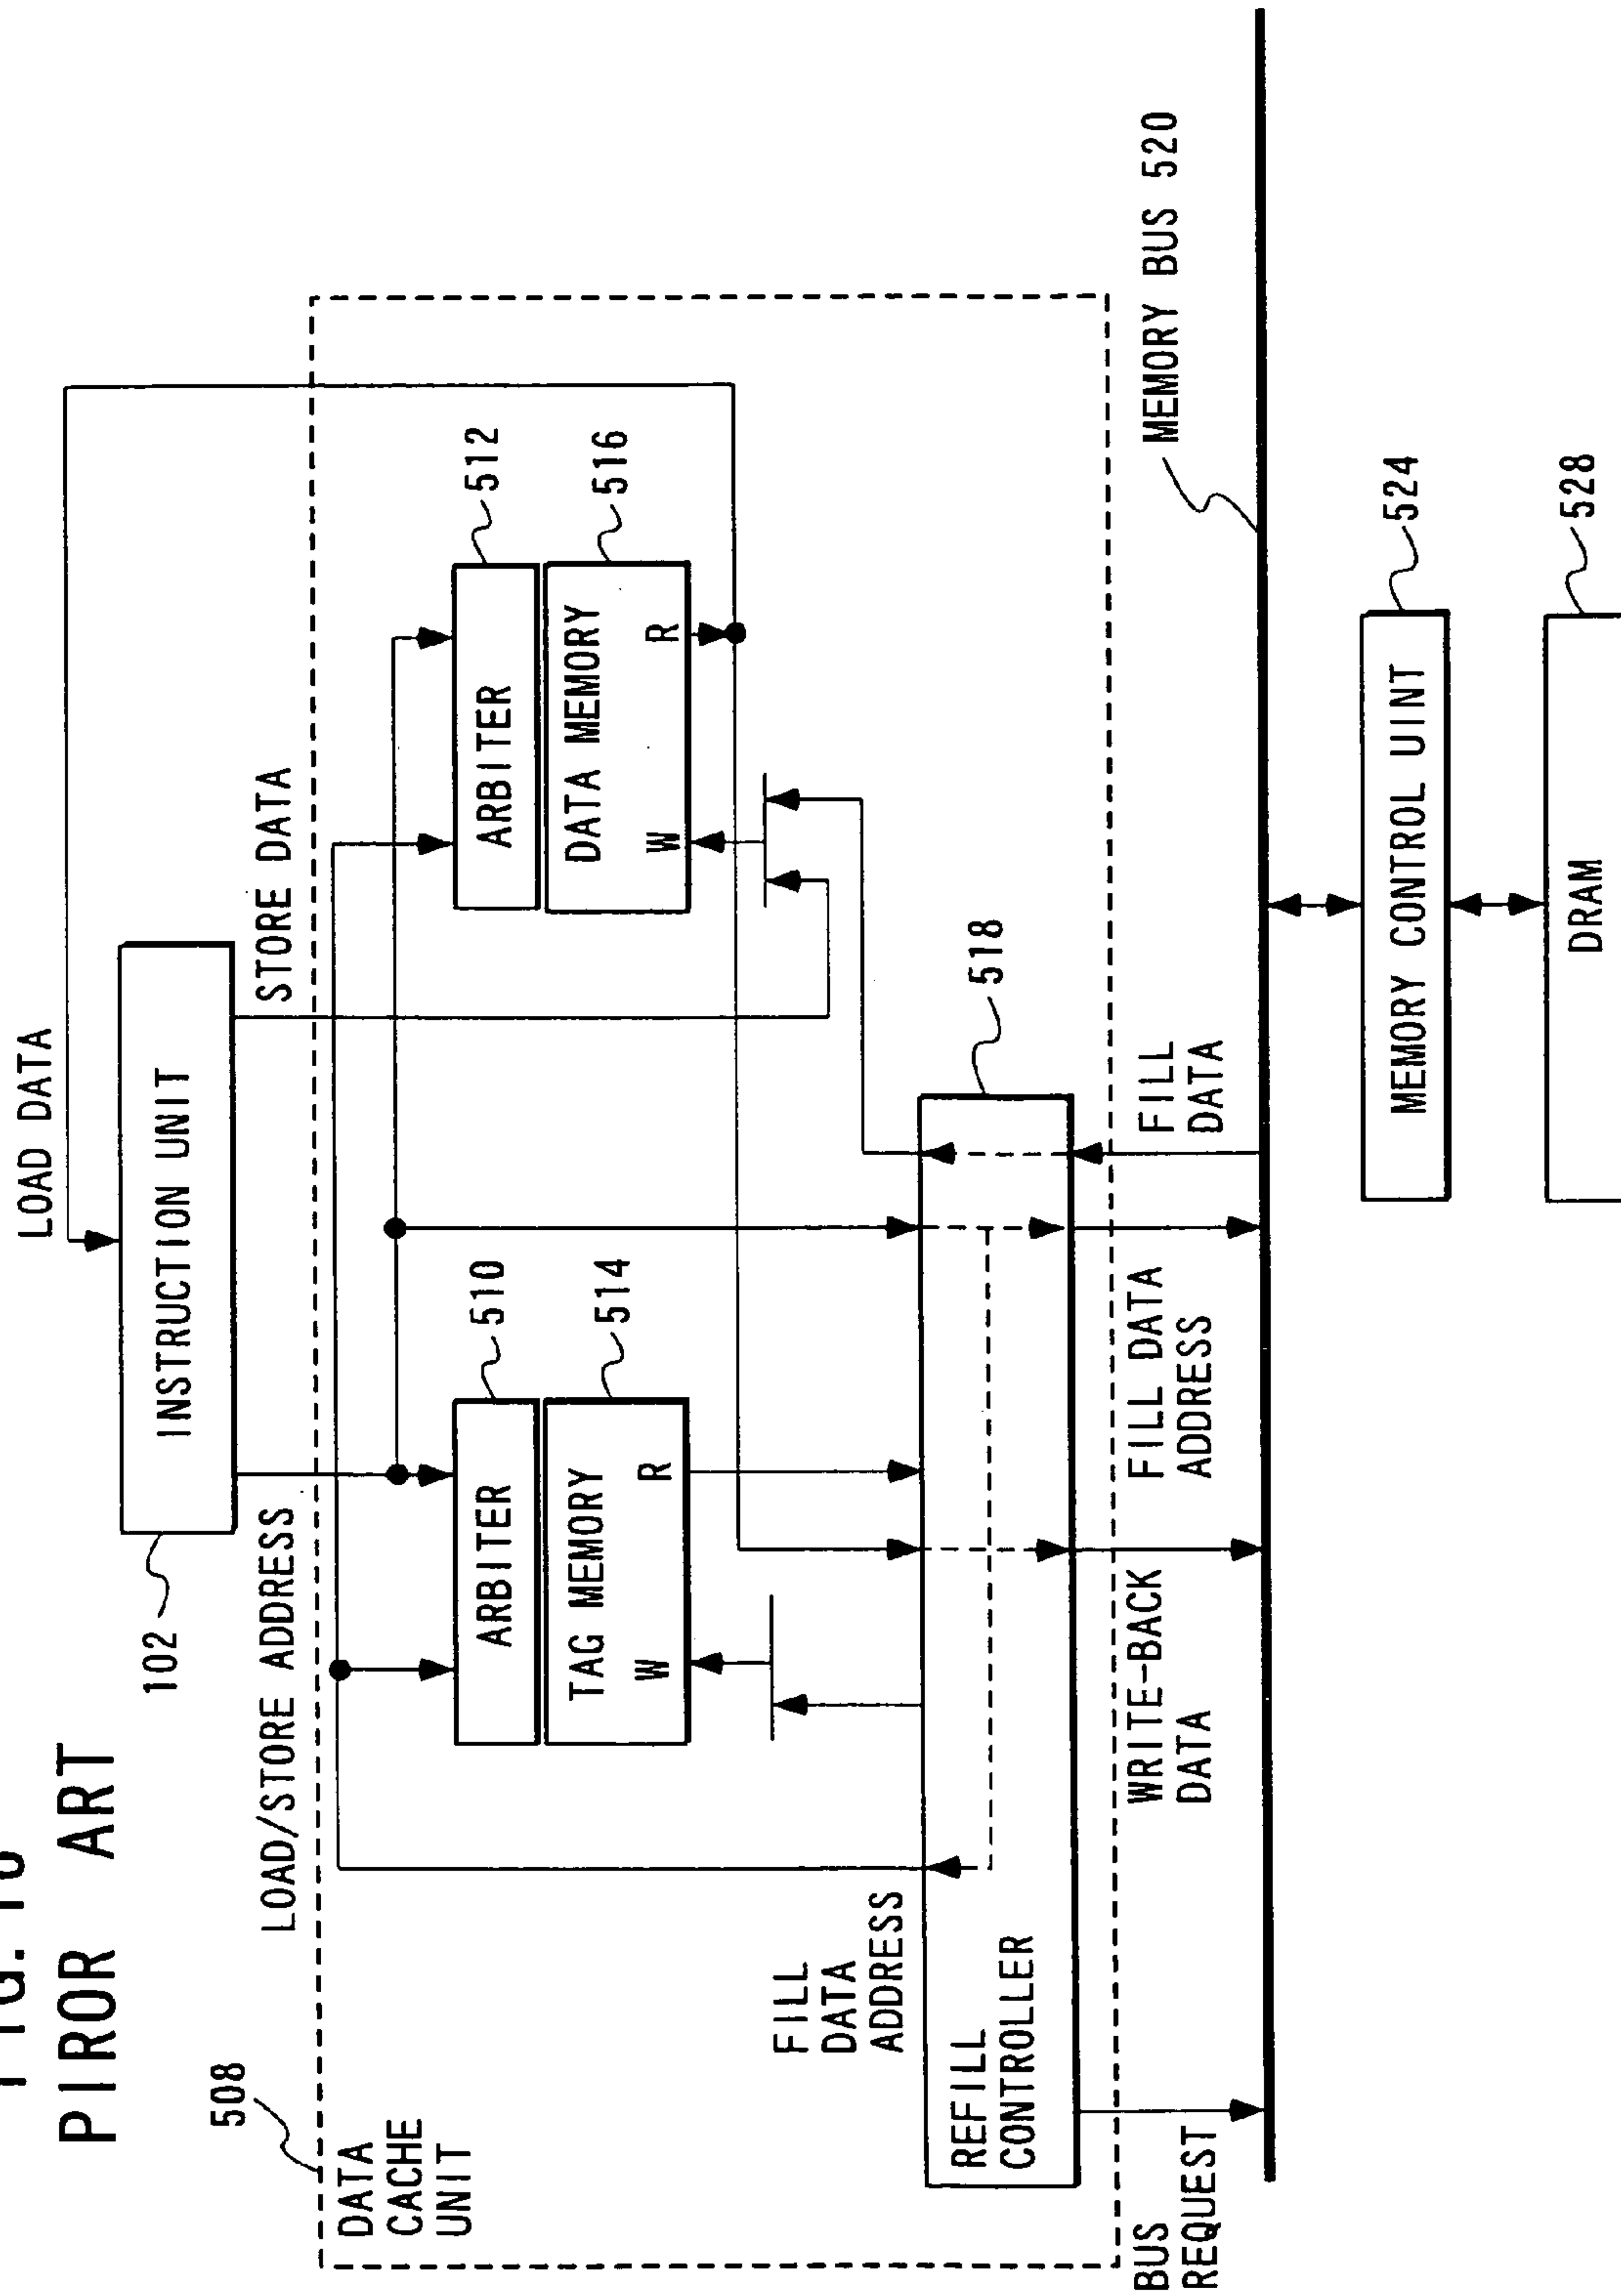 PIROR ART
LOAD DATA
102
INSTRUCTION UNIT
508
LOAD/STORE ADDRESS
STORE DATA
DATA
CACHE
UNIT
ARBITER
510
TAG MEMORY
514
W
R
ARBITER
512
DATA MEMORY
516
W
R
FILL
DATA
ADDRESS
518
REFILL
CONTROLLER
BUS
REQUEST
WRITE-BACK
DATA
FILL DATA
ADDRESS
FILL
DATA
MEMORY BUS 520
MEMORY CONTROL UINT
524
DRAM
528